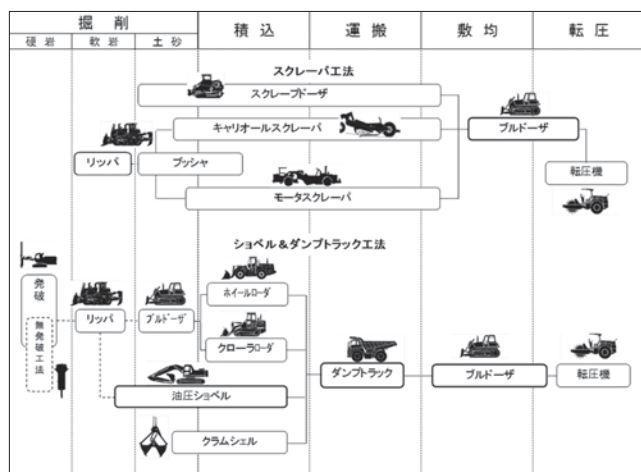 掘削
積込
運搬
敷均
転圧
硬岩
軟岩
土砂
スクレーパ工法
スクレープドーザ
キャリオールスクレーパ
ブルドーザ
リッパ
プッシャ
転圧機
モータスクレーパ
ショベル&ダンプトラック工法
発破
ホイールローダ
リッパ
ブルドーザ
無発破工法
クローラローダ
ダンプトラック
ブルドーザ
転圧機
油圧ショベル
クラムシェル